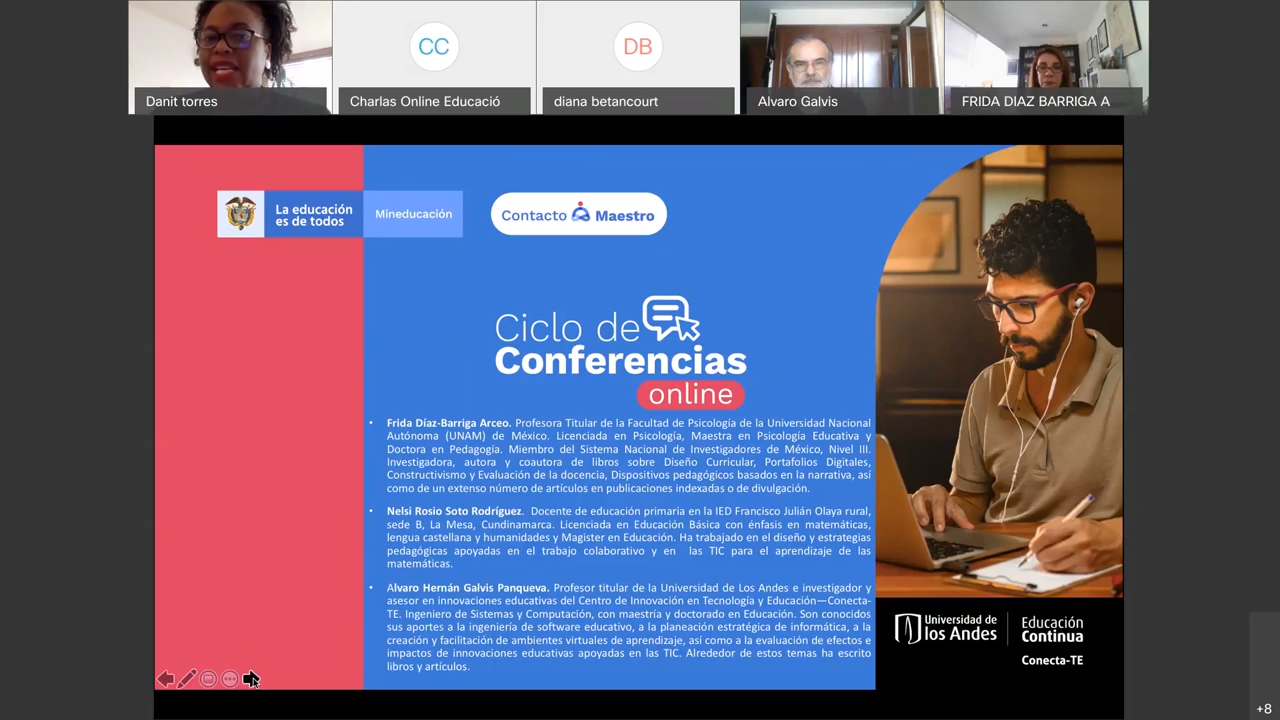 CC
DB
Danit torres
Charlas Online Educació
diana betancourt
Alvaro Galvis
FRIDA DIAZ BARRIGA A
La educación
es de todos
Mineducación
Contacto Maestro
Ciclo de
Conferencias
online
• Frida Díaz-Barriga Arceo. Profesora Titular de la Facultad de Psicología de la Universidad Nacional
Autónoma (UNAM) de México. Licenciada en Psicología, Maestra en Psicología Educativa y
Doctora en Pedagogía. Miembro del Sistema Nacional de Investigadores de México, Nivel III.
Investigadora, autora y coautora de libros sobre Diseño Curricular, Portafolios Digitales,
Constructivismo y Evaluación de la docencia, Dispositivos pedagógicos basados en la narrativa, así
como de un extenso número de artículos en publicaciones indexadas o de divulgación.
• Nelsi Rosio Soto Rodríguez. Docente de educación primaria en la IED Francisco Julián Olaya rural,
sede B, La Mesa, Cundinamarca. Licenciada en Educación Básica con énfasis en matemáticas,
lengua castellana y humanidades y Magister en Educación. Ha trabajado en el diseño y estrategias
pedagógicas apoyadas en el trabajo colaborativo y en las TIC para el aprendizaje de las
matemáticas.
• Alvaro Hernán Galvis Panqueva. Profesor titular de la Universidad de Los Andes e investigador y
asesor en innovaciones educativas del Centro de Innovación en Tecnología y Educación—Conecta-
TE. Ingeniero de Sistemas y Computación, con maestría y doctorado en Educación. Son conocidos
sus aportes a la ingeniería de software educativo, a la planeación estratégica de informática, a la
creación y facilitación de ambientes virtuales de aprendizaje, así como a la evaluación de efectos e
impactos de innovaciones educativas apoyadas en las TIC. Alrededor de estos temas ha escrito
libros y artículos.
Universidad de
los Andes
Educación
Continua
Conecta-TE
+8